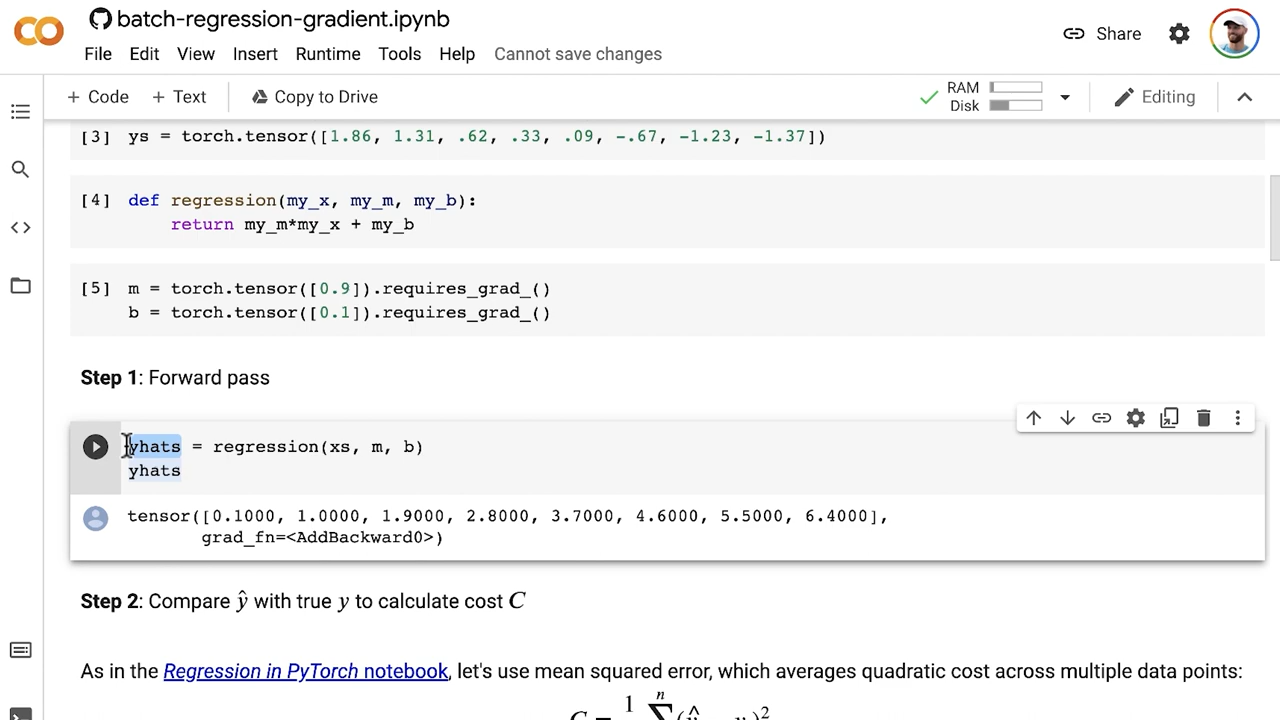 batch-regression-gradient.ipynb
File Edit View Insert Runtime Tools Help Cannot save changes
Share
+ Code + Text Copy to Drive
RAM
Disk
Editing
[3] ys = torch.tensor([1.86, 1.31, .62, .33, .09, -.67, -1.23, -1.37])
[4] def regression(my_x, my_m, my_b):
return my_m*my_x + my_b
[5] m = torch.tensor([0.9]).requires_grad_()
b = torch.tensor([0.1]).requires_grad_()
Step 1: Forward pass
yhats = regression(xs, m, b)
yhats
tensor([0.1000, 1.0000, 1.9000, 2.8000, 3.7000, 4.6000, 5.5000, 6.4000],
grad_fn=<AddBackward0>)
Step 2: Compare ŷ with true y to calculate cost C
As in the Regression in PyTorch notebook, let's use mean squared error, which averages quadratic cost across multiple data points: